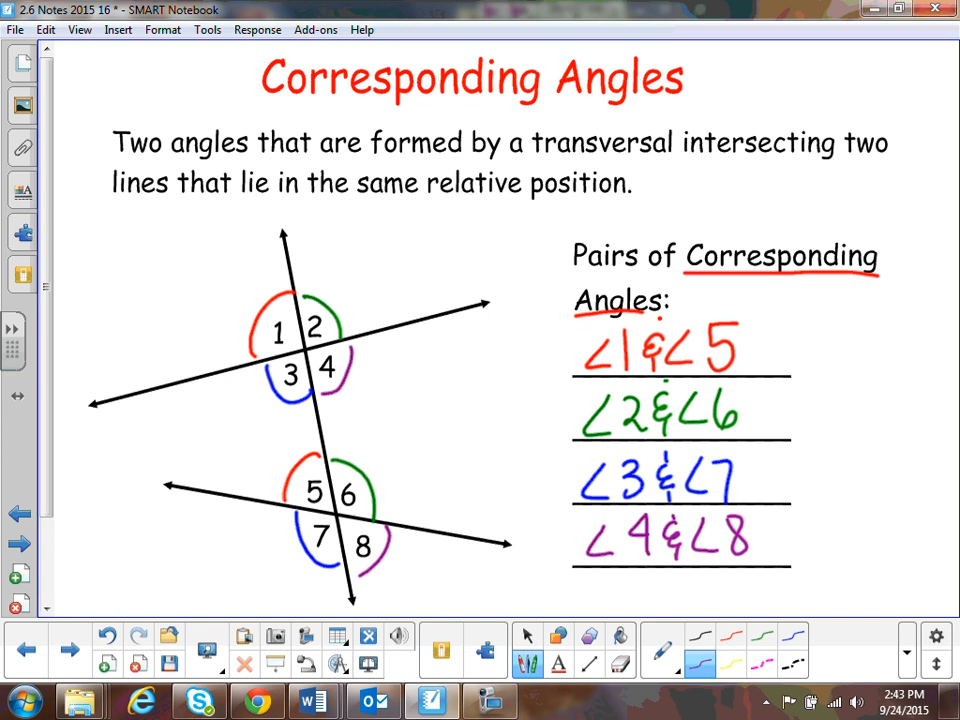 2.6 Notes 2015 16 * - SMART Notebook
File Edit View Insert Format Tools Response Add-ons Help
Corresponding Angles
Two angles that are formed by a transversal intersecting two
lines that lie in the same relative position.
Pairs of Corresponding
Angles:
∠1 & ∠5
∠2 & ∠6
∠3 & ∠7
∠4 & ∠8
1 2
3 4
5 6
7 8
2:43 PM
9/24/2015